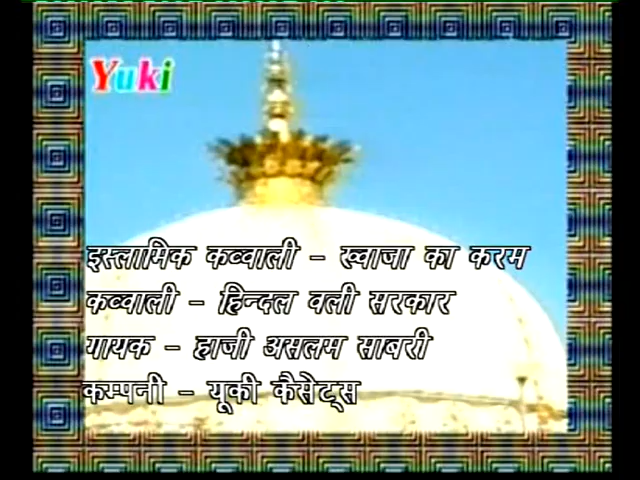 Yuki
इस्लामिक कव्वाली - ख्वाजा का करम
कव्वाली - हिन्दल वली सरकार
गायक - हाजी असलम साबरी
कम्पनी - यूकी कैसेट्स